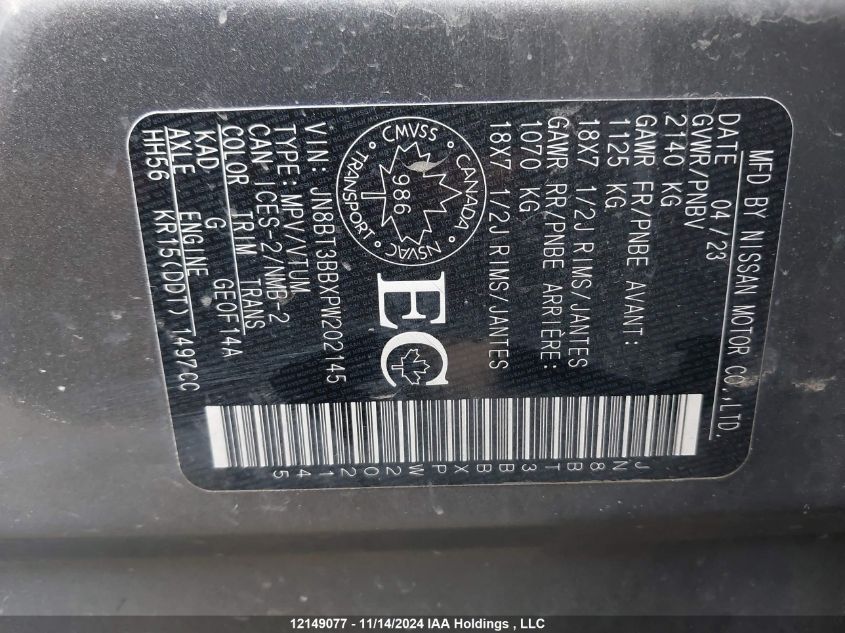 MFD BY NISSAN MOTOR CO.,LTD.
DATE 04/23
GVWR/PNBV
2140 KG
GAWR FR/PNBE AVANT:
1125 KG
18X7 1/2J RIMS/JANTES
GAWR RR/PNBE ARRIÈRE:
1070 KG
18X7 1/2J RIMS/JANTES
CANADA
CMVSS
NSVAC
TRANSPORT
986
EC
VIN: JN8BT3BBXPW202145
TYPE: MPV/VTUM
CAN ICES-2/NMB-2
COLOR TRIM TRANS
KAD G GE0F14A
AXLE ENGINE
HH56 KR15(DDT) 1497CC
JN8BT3BBXPW202145
12149077 - 11/14/2024 IAA Holdings , LLC